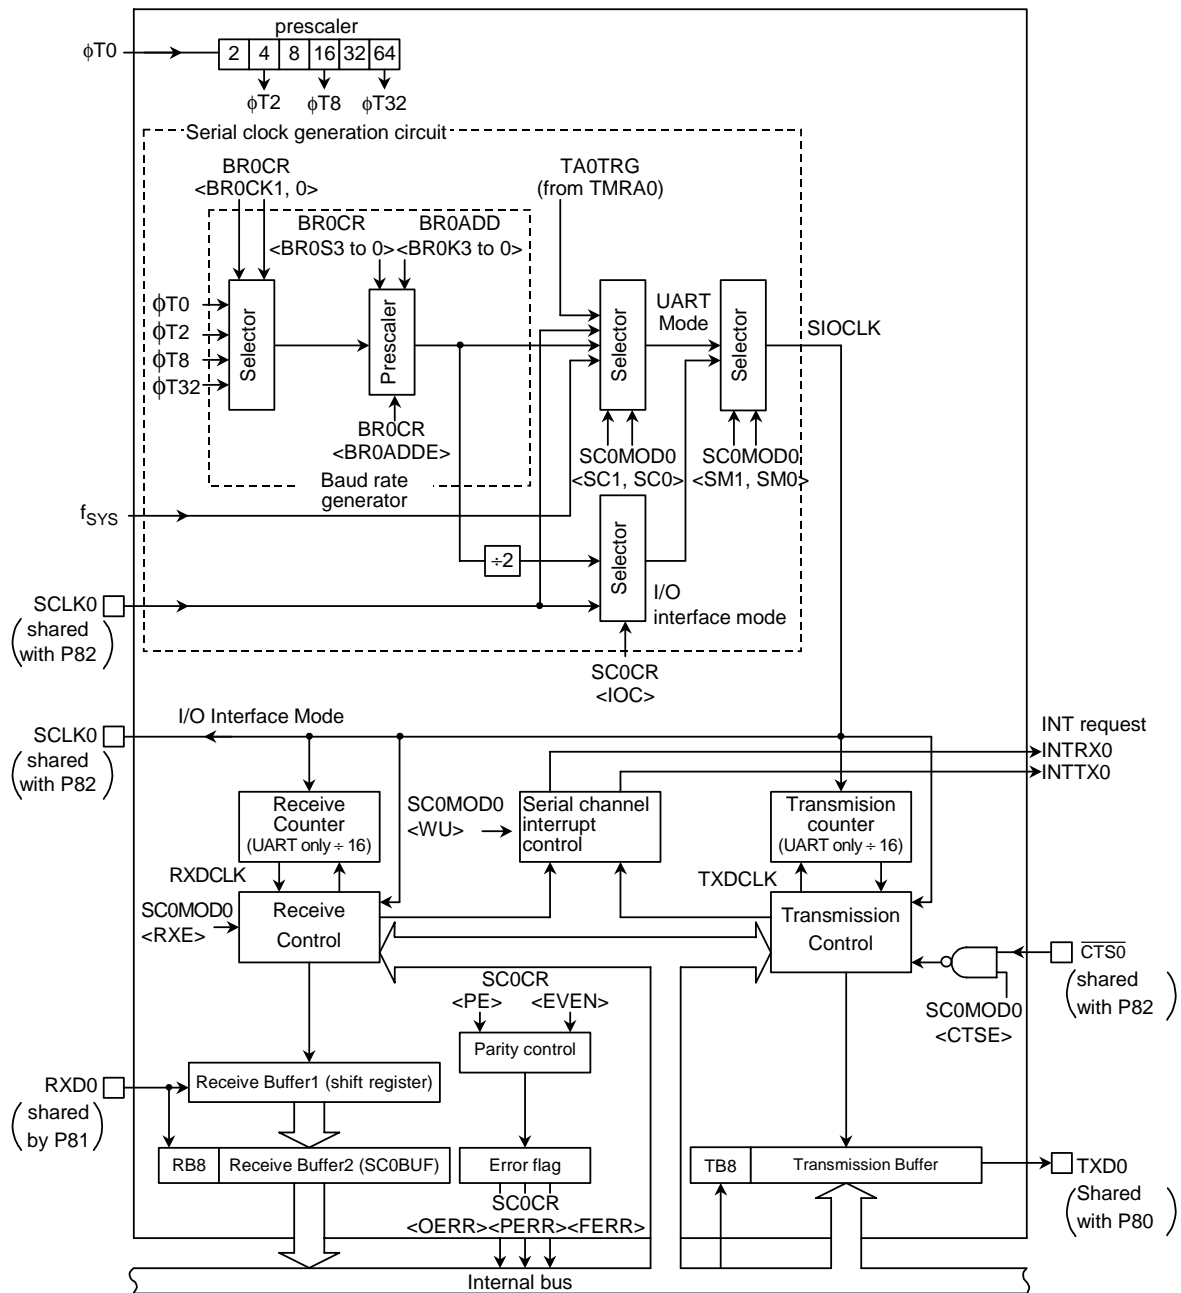 prescaler
ϕT0
2 4 8 16 32 64
ϕT2 ϕT8 ϕT32
Serial clock generation circuit
BR0CR
<BR0CK1, 0>
TA0TRG
(from TMRA0)
BR0CR
<BR0S3 to 0>
BR0ADD
<BR0K3 to 0>
ϕT0
ϕT2
ϕT8
ϕT32
Selector
Prescaler
Selector
UART
Mode
Selector
SIOCLK
BR0CR
<BR0ADDE>
SC0MOD0
<SC1, SC0>
SC0MOD0
<SM1, SM0>
Baud rate
generator
fSYS
÷2
Selector
I/O
interface mode
SCLK0
(shared
with P82)
SC0CR
<IOC>
SCLK0
(shared
with P82)
I/O Interface Mode
INT request
INTRX0
INTTX0
Receive
Counter
(UART only ÷ 16)
SC0MOD0
<WU>
Serial channel
interrupt
control
Transmision
counter
(UART only ÷ 16)
RXDCLK
TXDCLK
SC0MOD0
<RXE>
Receive
Control
Transmission
Control
CTS0
(shared
with P82)
SC0MOD0
<CTSE>
SC0CR
<PE> <EVEN>
Parity control
RXD0
(shared
by P81)
Receive Buffer1 (shift register)
RB8 Receive Buffer2 (SC0BUF)
Error flag
TB8 Transmission Buffer
TXD0
(Shared
with P80)
SC0CR
<OERR><PERR><FERR>
Internal bus